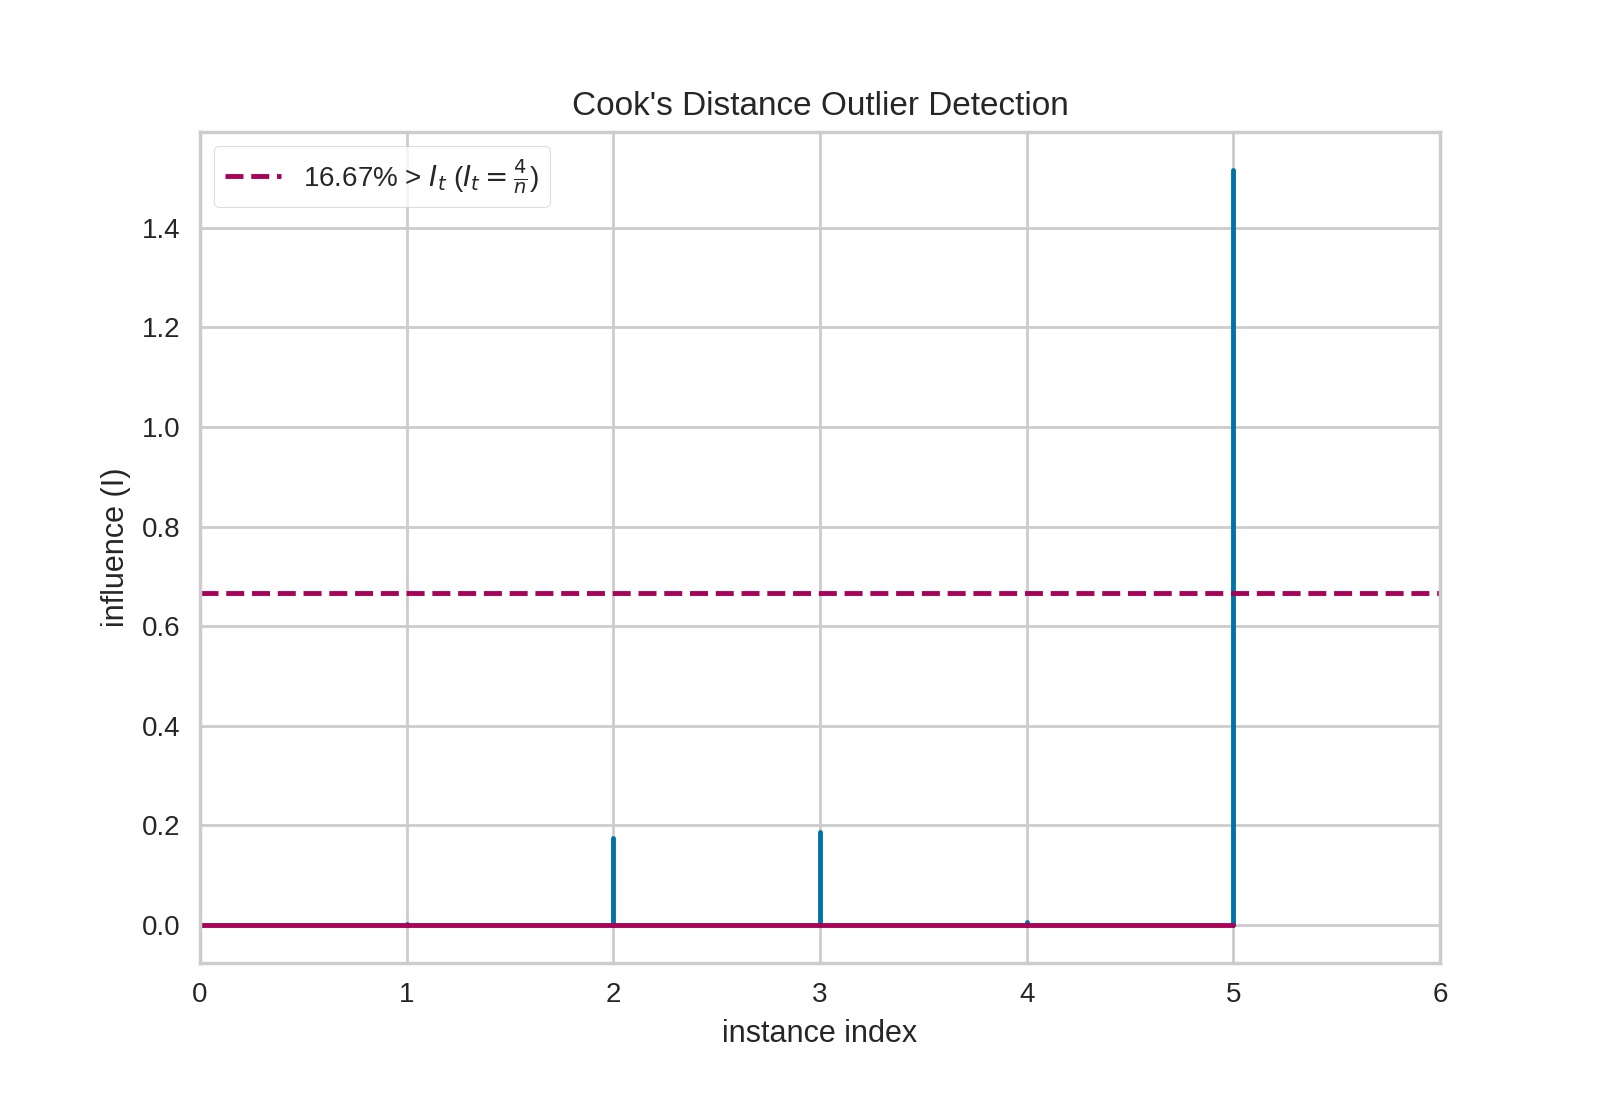 Cook's Distance Outlier Detection
16.67% > I_t (I_t = 4/n)
1.4
1.2
1.0
0.8
0.6
0.4
0.2
0.0
influence (I)
0 1 2 3 4 5 6
instance index